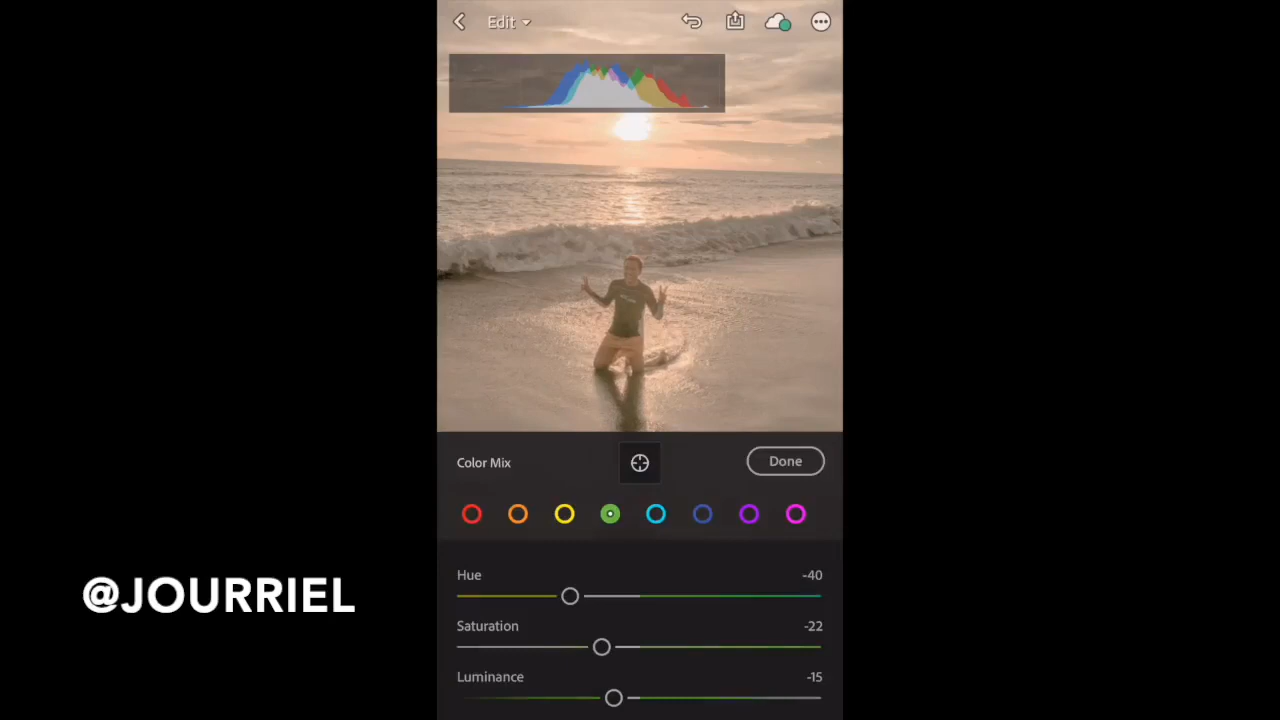 Edit
Color Mix
Done
Hue
-40
@JOURRIEL
Saturation
-22
Luminance
-15